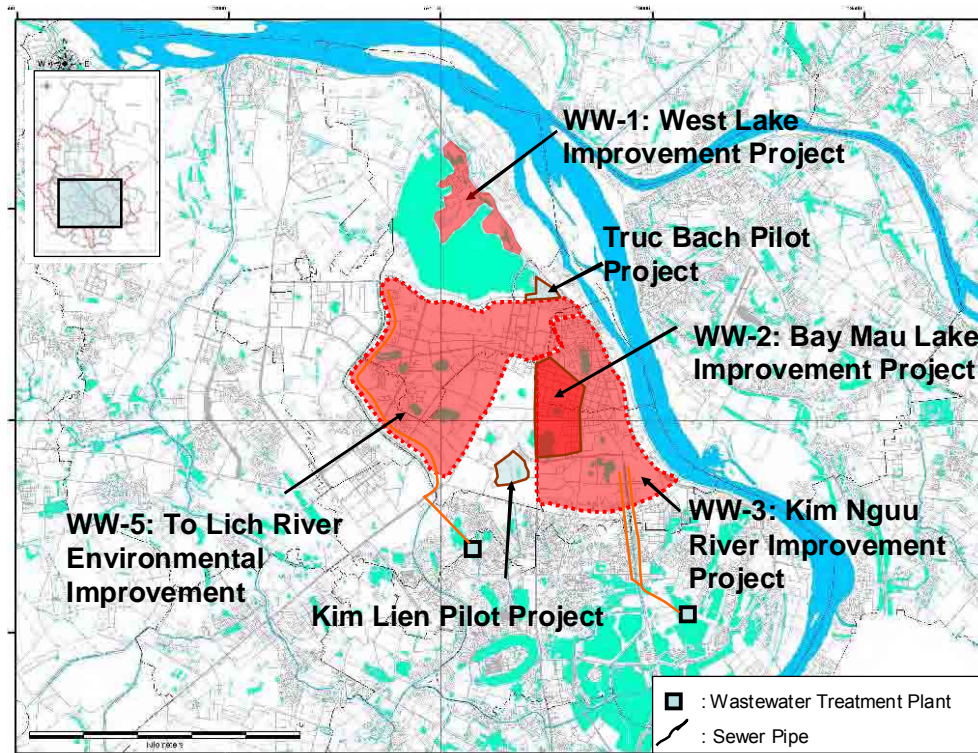 WW-1: West Lake
Improvement Project
Truc Bach Pilot
Project
WW-2: Bay Mau Lake
Improvement Project
WW-5: To Lich River
Environmental
Improvement
WW-3: Kim Nguu
River Improvement
Project
Kim Lien Pilot Project
: Wastewater Treatment Plant
: Sewer Pipe